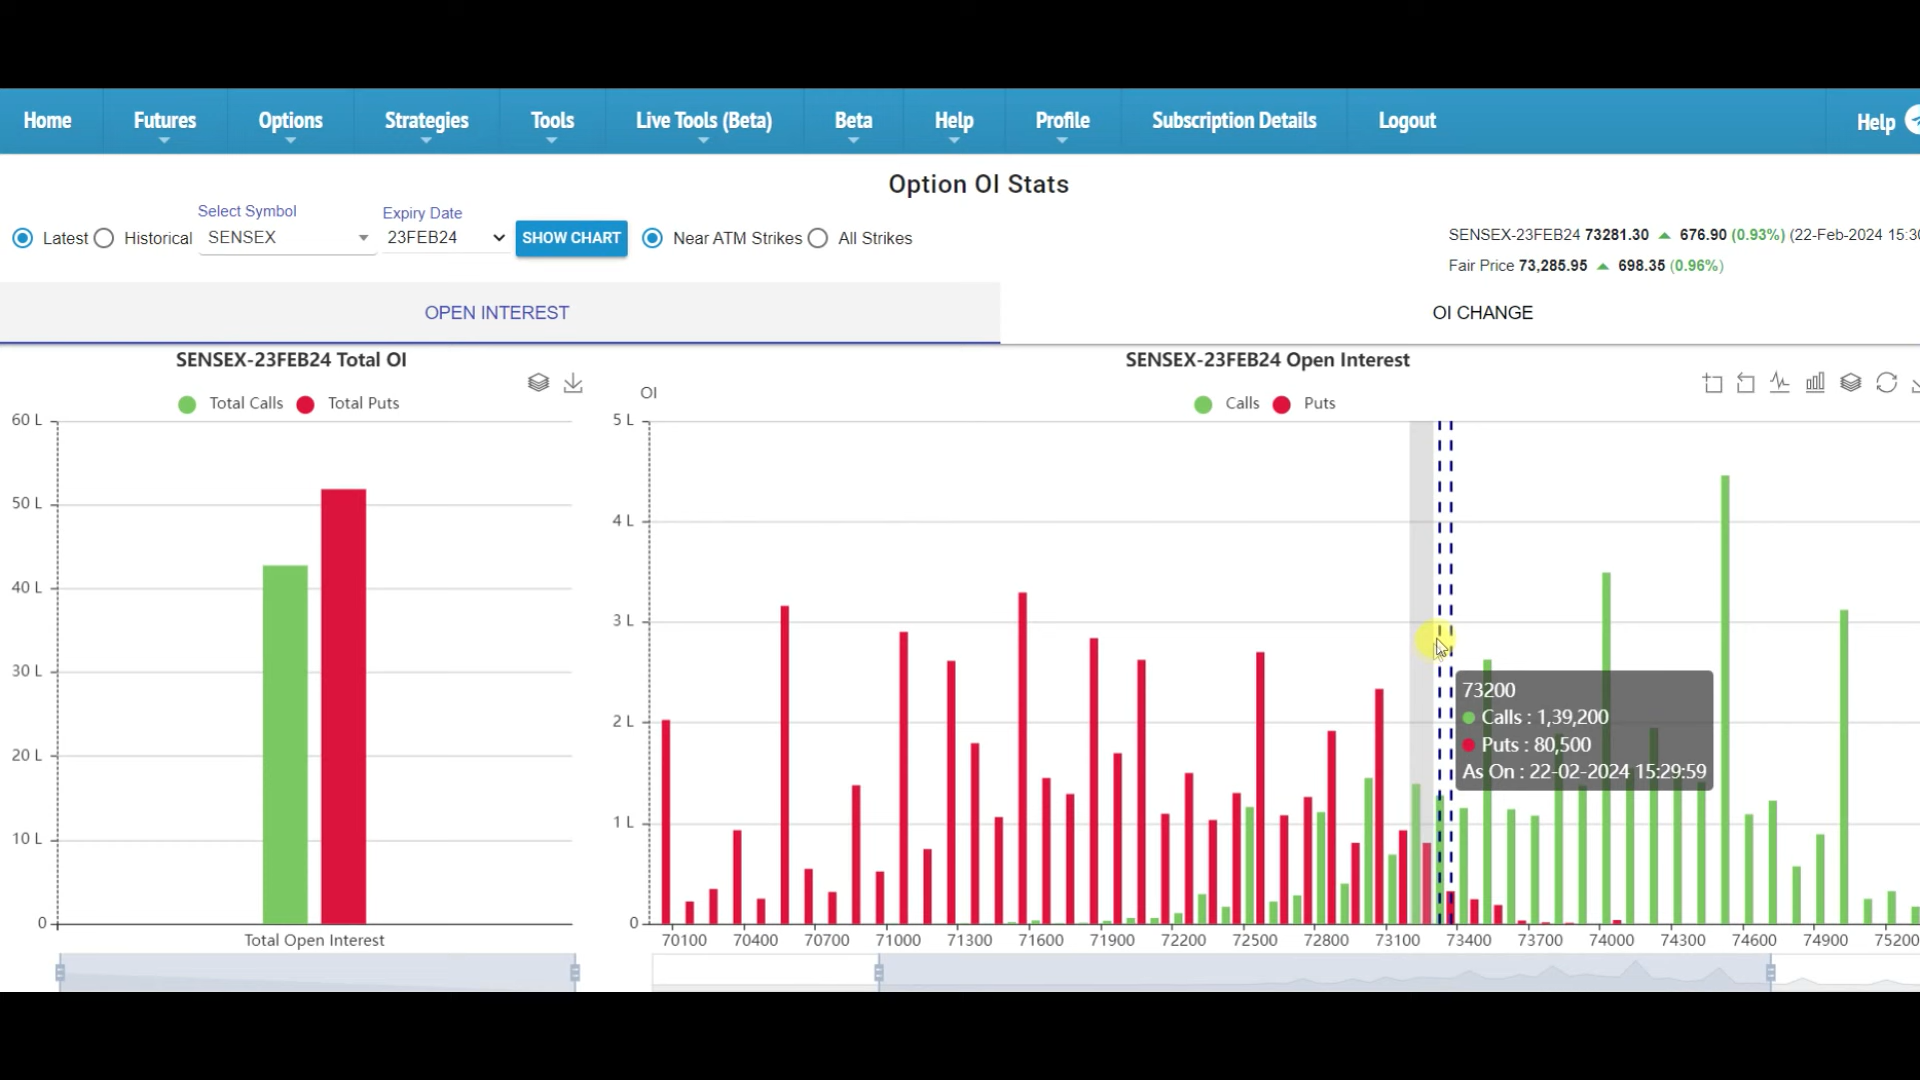 Home Futures Options Strategies Tools Live Tools (Beta) Beta Help Profile Subscription Details Logout Help
Option OI Stats
Select Symbol Expiry Date
Latest Historical SENSEX 23FEB24 SHOW CHART Near ATM Strikes All Strikes
SENSEX-23FEB24 73281.30 676.90 (0.93%) (22-Feb-2024 15:30
Fair Price 73,285.95 698.35 (0.96%)
OPEN INTEREST OI CHANGE
SENSEX-23FEB24 Total OI
Total Calls Total Puts
60 L
50 L
40 L
30 L
20 L
10 L
0
Total Open Interest
SENSEX-23FEB24 Open Interest
OI
Calls Puts
5 L
4 L
3 L
2 L
1 L
0
73200
Calls : 1,39,200
Puts : 80,500
As On : 22-02-2024 15:29:59
70100 70400 70700 71000 71300 71600 71900 72200 72500 72800 73100 73400 73700 74000 74300 74600 74900 75200